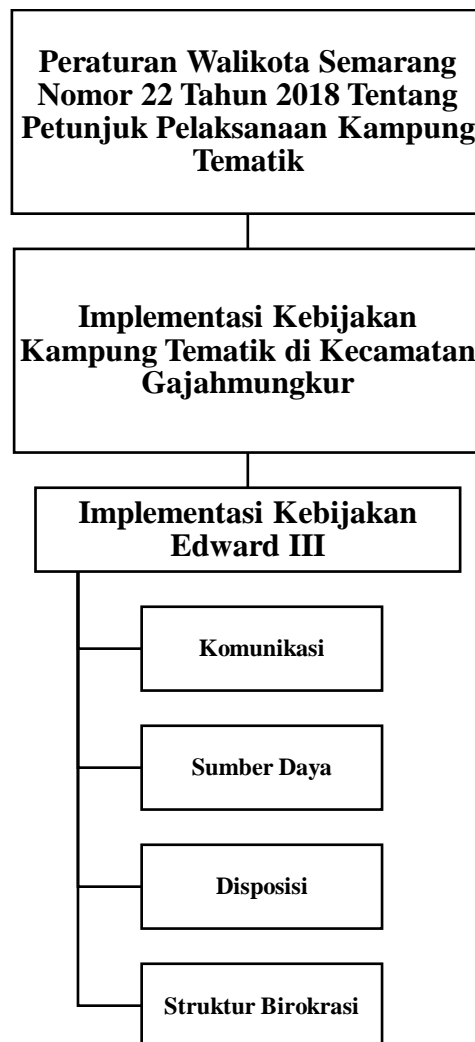 Peraturan Walikota Semarang
Nomor 22 Tahun 2018 Tentang
Petunjuk Pelaksanaan Kampung
Tematik
Implementasi Kebijakan
Kampung Tematik di Kecamatan
Gajahmungkur
Implementasi Kebijakan
Edward III
Komunikasi
Sumber Daya
Disposisi
Struktur Birokrasi